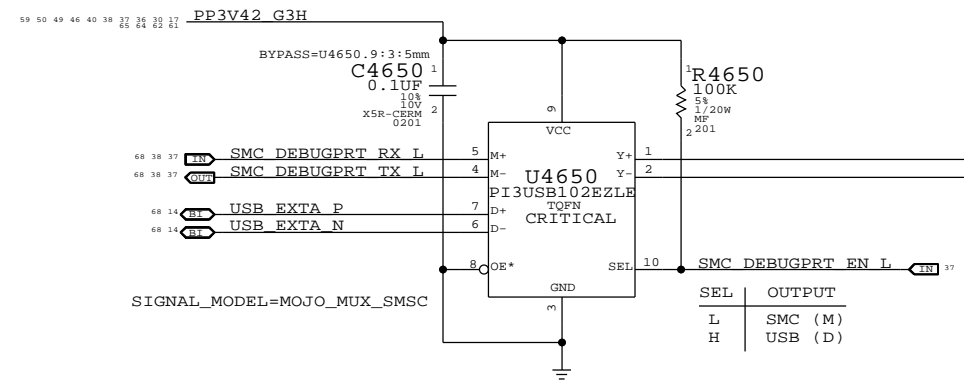 59 50 49 46 40 38 37 36 30 17 PP3V42_G3H
65 64 62 61
BYPASS=U4650.9:3:5mm
C4650 1
0.1UF
10%
10V
X5R-CERM 2
0201
1 R4650
100K
5%
1/20W
MF
2 201
9
VCC
68 38 37 IN SMC_DEBUGPRT_RX_L 5 M+ Y+ 1
68 38 37 OUT SMC_DEBUGPRT_TX_L 4 M- Y- 2
U4650
PI3USB102EZLE
TQFN
CRITICAL
68 14 BI USB_EXTA_P 7 D+
68 14 BI USB_EXTA_N 6 D-
8 OE* SEL 10 SMC_DEBUGPRT_EN_L IN 37
GND
3
SIGNAL_MODEL=MOJO_MUX_SMSC
SEL OUTPUT
L SMC (M)
H USB (D)